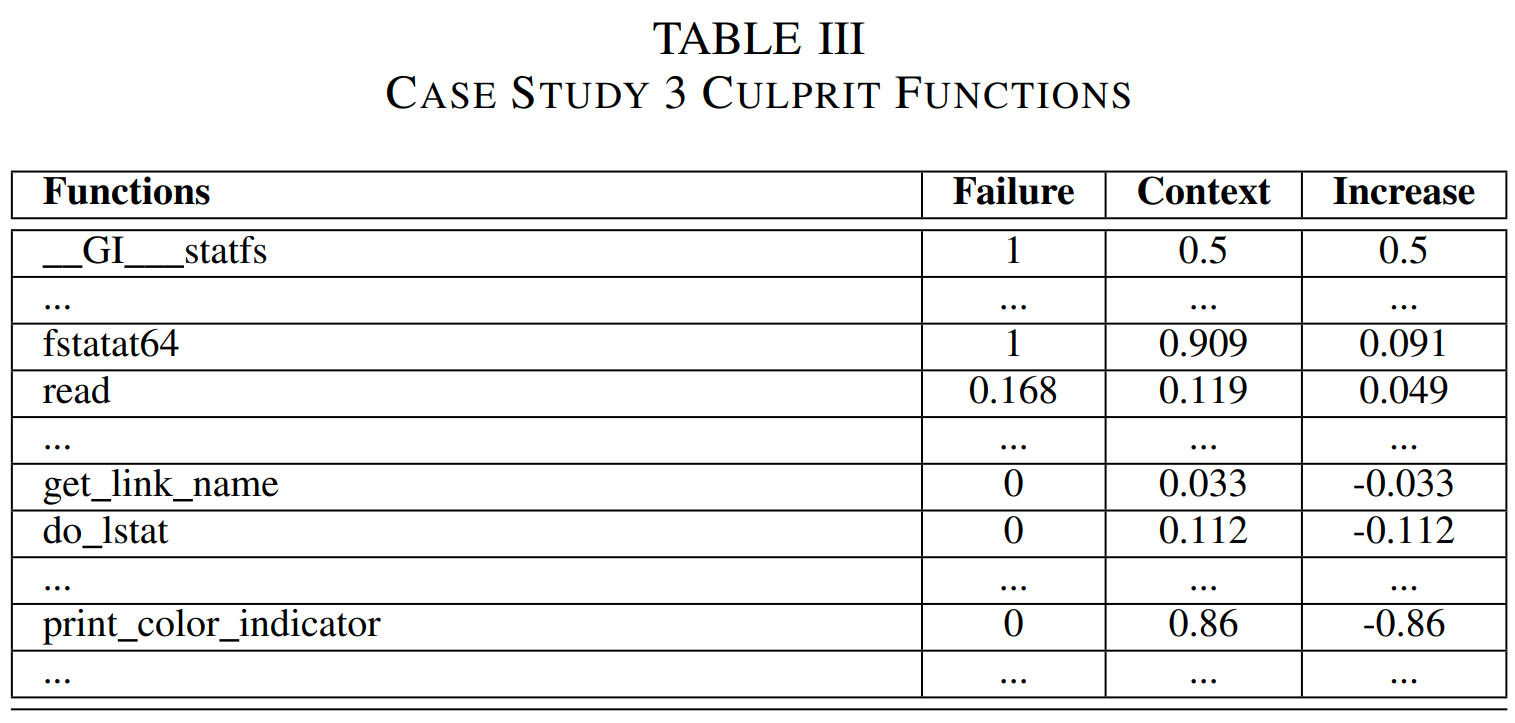 TABLE III
CASE STUDY 3 CULPRIT FUNCTIONS
Functions Failure Context Increase
__GI___statfs 1 0.5 0.5
... ... ... ...
fstatat64 1 0.909 0.091
read 0.168 0.119 0.049
... ... ... ...
get_link_name 0 0.033 -0.033
do_lstat 0 0.112 -0.112
... ... ... ...
print_color_indicator 0 0.86 -0.86
... ... ... ...